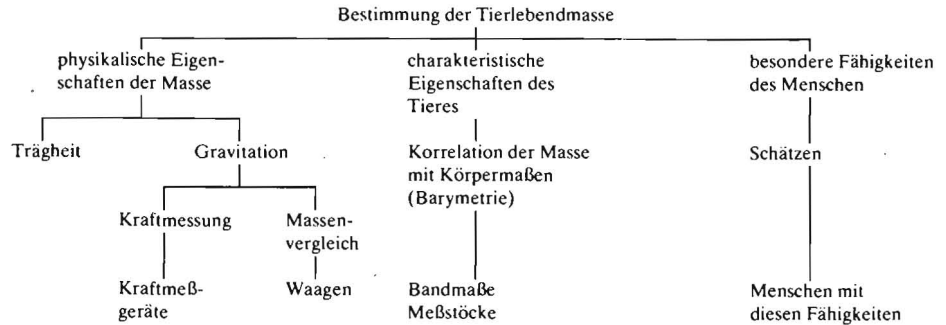 Bestimmung der Tierlebendmasse
physikalische Eigen-
schaften der Masse
charakteristische
Eigenschaften des
Tieres
besondere Fähigkeiten
des Menschen
Trägheit
Gravitation
Korrelation der Masse
mit Körpermaßen
(Barymetrie)
Schätzen
Kraftmessung
Massen-
vergleich
Kraftmeß-
geräte
Waagen
Bandmaße
Meßstöcke
Menschen mit
diesen Fähigkeiten